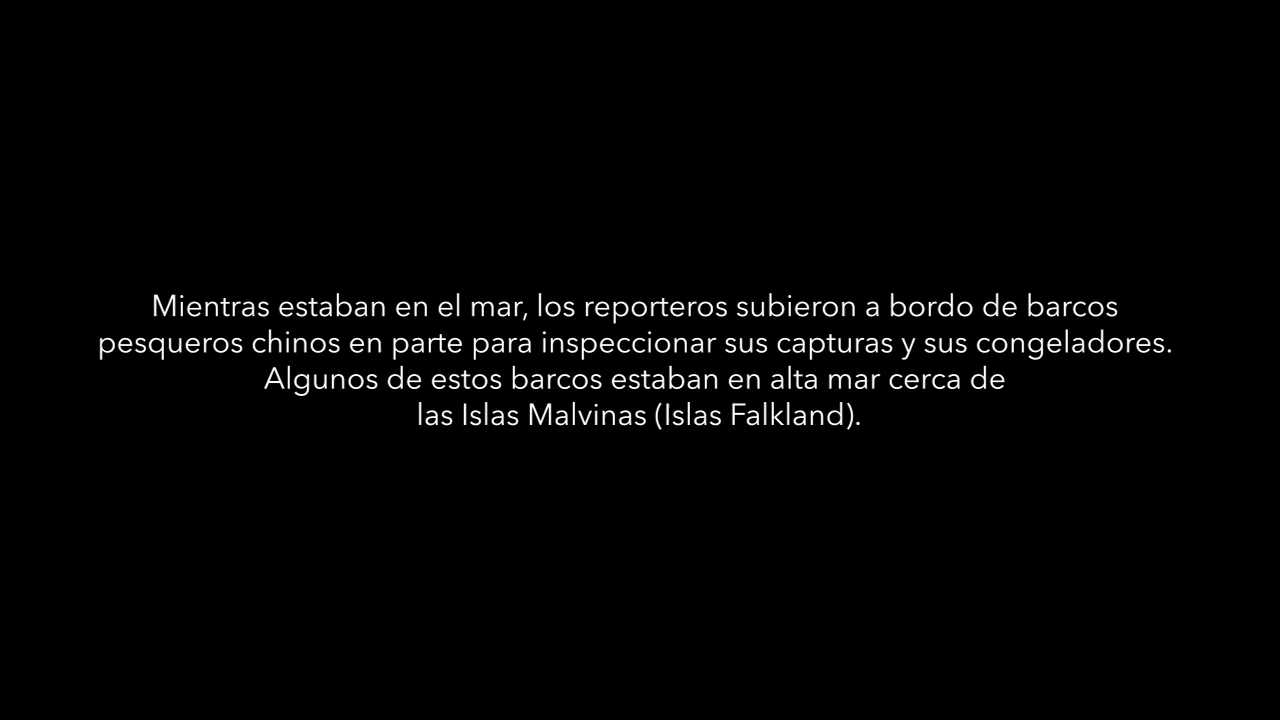 Mientras estaban en el mar, los reporteros subieron a bordo de barcos
pesqueros chinos en parte para inspeccionar sus capturas y sus congeladores.
Algunos de estos barcos estaban en alta mar cerca de
las Islas Malvinas (Islas Falkland).